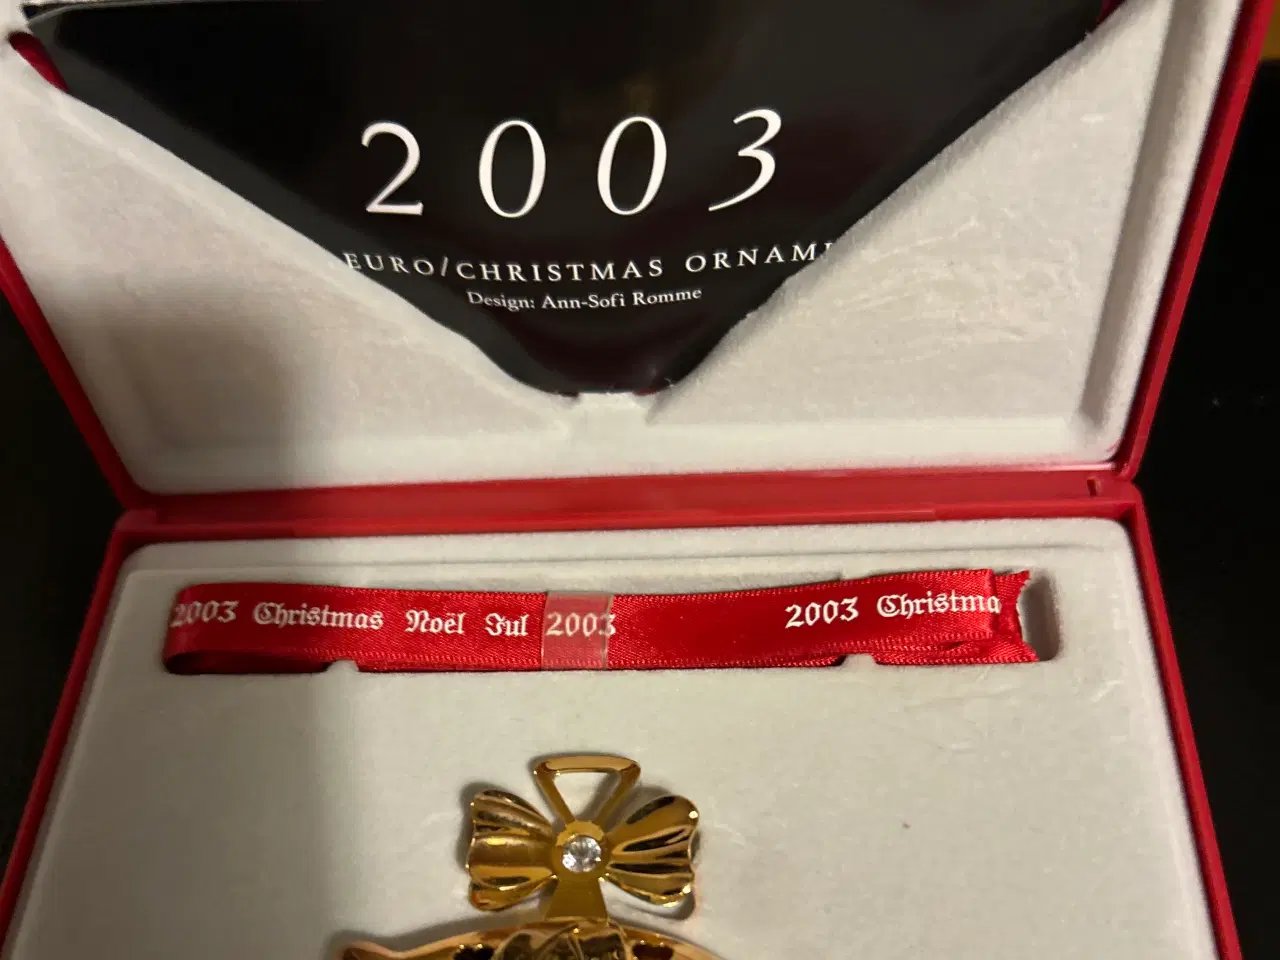 2003
EURO/CHRISTMAS ORNAM
Design: Ann-Sofi Romme
2003 Christmas Noël Jul 2003 2003 Christma